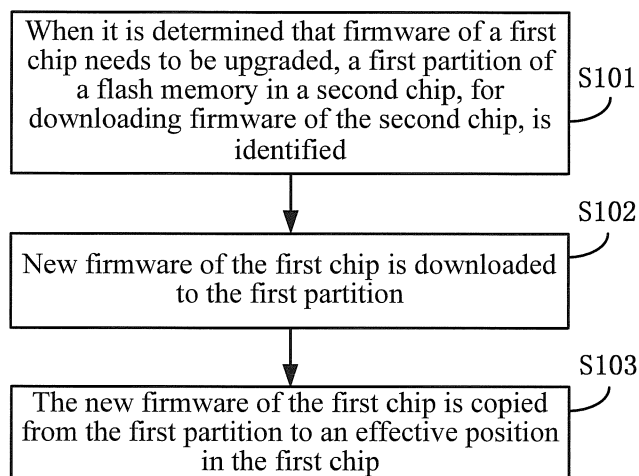 When it is determined that firmware of a first
chip needs to be upgraded, a first partition of
a flash memory in a second chip, for
downloading firmware of the second chip, is
identified
S101
New firmware of the first chip is downloaded
to the first partition
S102
The new firmware of the first chip is copied
from the first partition to an effective position
in the first chip
S103